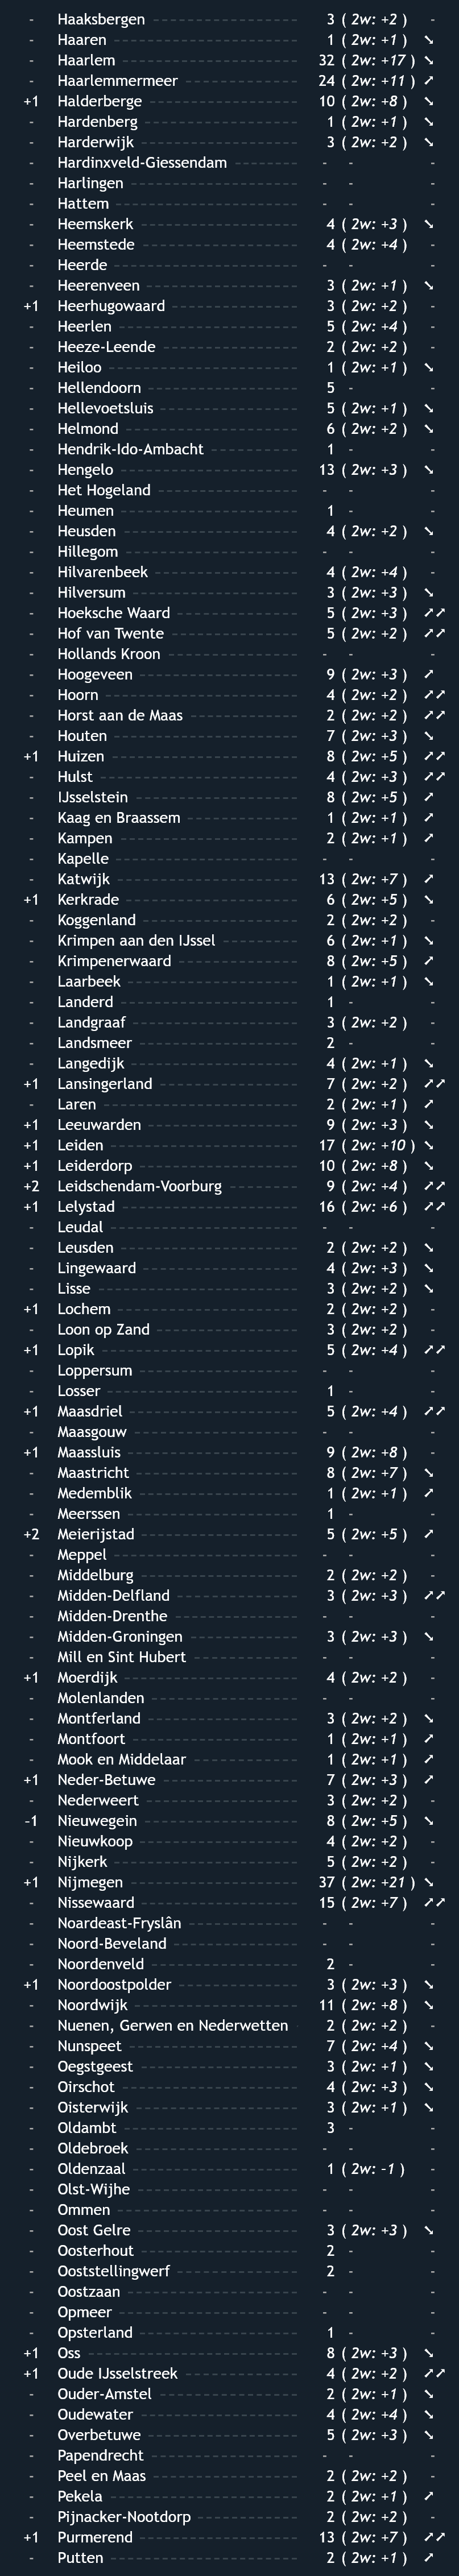 - Haaksbergen 3 ( 2w: +2 ) -
- Haaren 1 ( 2w: +1 ) ➘
- Haarlem 32 ( 2w: +17 ) ➘
- Haarlemmermeer 24 ( 2w: +11 ) ➚
+1 Halderberge 10 ( 2w: +8 ) ➘
- Hardenberg 1 ( 2w: +1 ) ➘
- Harderwijk 3 ( 2w: +2 ) ➘
- Hardinxveld-Giessendam - - -
- Harlingen - - -
- Hattem - - -
- Heemskerk 4 ( 2w: +3 ) ➘
- Heemstede 4 ( 2w: +4 ) -
- Heerde - - -
- Heerenveen 3 ( 2w: +1 ) ➘
+1 Heerhugowaard 3 ( 2w: +2 ) -
- Heerlen 5 ( 2w: +4 ) -
- Heeze-Leende 2 ( 2w: +2 ) -
- Heiloo 1 ( 2w: +1 ) ➘
- Hellendoorn 5 - -
- Hellevoetsluis 5 ( 2w: +1 ) ➘
- Helmond 6 ( 2w: +2 ) ➘
- Hendrik-Ido-Ambacht 1 - -
- Hengelo 13 ( 2w: +3 ) ➘
- Het Hogeland - - -
- Heumen 1 - -
- Heusden 4 ( 2w: +2 ) ➘
- Hillegom - - -
- Hilvarenbeek 4 ( 2w: +4 ) -
- Hilversum 3 ( 2w: +3 ) ➘
- Hoeksche Waard 5 ( 2w: +3 ) ➚➚
- Hof van Twente 5 ( 2w: +2 ) ➚➚
- Hollands Kroon - - -
- Hoogeveen 9 ( 2w: +3 ) ➚
- Hoorn 4 ( 2w: +2 ) ➚➚
- Horst aan de Maas 2 ( 2w: +2 ) ➚➚
- Houten 7 ( 2w: +3 ) ➘
+1 Huizen 8 ( 2w: +5 ) ➚➚
- Hulst 4 ( 2w: +3 ) ➚➚
- IJsselstein 8 ( 2w: +5 ) ➚
- Kaag en Braassem 1 ( 2w: +1 ) ➚
- Kampen 2 ( 2w: +1 ) ➚
- Kapelle - - -
- Katwijk 13 ( 2w: +7 ) ➚
+1 Kerkrade 6 ( 2w: +5 ) ➘
- Koggenland 2 ( 2w: +2 ) -
- Krimpen aan den IJssel 6 ( 2w: +1 ) ➘
- Krimpenerwaard 8 ( 2w: +5 ) ➚
- Laarbeek 1 ( 2w: +1 ) ➘
- Landerd 1 - -
- Landgraaf 3 ( 2w: +2 ) -
- Landsmeer 2 - -
- Langedijk 4 ( 2w: +1 ) ➘
+1 Lansingerland 7 ( 2w: +2 ) ➚➚
- Laren 2 ( 2w: +1 ) ➚
+1 Leeuwarden 9 ( 2w: +3 ) ➘
+1 Leiden 17 ( 2w: +10 ) ➘
+1 Leiderdorp 10 ( 2w: +8 ) ➘
+2 Leidschendam-Voorburg 9 ( 2w: +4 ) ➚➚
+1 Lelystad 16 ( 2w: +6 ) ➚➚
- Leudal - - -
- Leusden 2 ( 2w: +2 ) ➘
- Lingewaard 4 ( 2w: +3 ) ➘
- Lisse 3 ( 2w: +2 ) ➘
+1 Lochem 2 ( 2w: +2 ) -
- Loon op Zand 3 ( 2w: +2 ) -
+1 Lopik 5 ( 2w: +4 ) ➚➚
- Loppersum - - -
- Losser 1 - -
+1 Maasdriel 5 ( 2w: +4 ) ➚➚
- Maasgouw - - -
+1 Maassluis 9 ( 2w: +8 ) -
- Maastricht 8 ( 2w: +7 ) ➘
- Medemblik 1 ( 2w: +1 ) ➚
- Meerssen 1 - -
+2 Meierijstad 5 ( 2w: +5 ) ➚
- Meppel - - -
- Middelburg 2 ( 2w: +2 ) -
- Midden-Delfland 3 ( 2w: +3 ) ➚➚
- Midden-Drenthe - - -
- Midden-Groningen 3 ( 2w: +3 ) ➘
- Mill en Sint Hubert - - -
+1 Moerdijk 4 ( 2w: +2 ) -
- Molenlanden - - -
- Montferland 3 ( 2w: +2 ) ➘
- Montfoort 1 ( 2w: +1 ) ➚
- Mook en Middelaar 1 ( 2w: +1 ) ➚
+1 Neder-Betuwe 7 ( 2w: +3 ) ➚
- Nederweert 3 ( 2w: +2 ) -
-1 Nieuwegein 8 ( 2w: +5 ) ➘
- Nieuwkoop 4 ( 2w: +2 ) -
- Nijkerk 5 ( 2w: +2 ) -
+1 Nijmegen 37 ( 2w: +21 ) ➘
- Nissewaard 15 ( 2w: +7 ) ➚➚
- Noardeast-Fryslân - - -
- Noord-Beveland - - -
- Noordenveld 2 - -
+1 Noordoostpolder 3 ( 2w: +3 ) ➘
- Noordwijk 11 ( 2w: +8 ) ➘
- Nuenen, Gerwen en Nederwetten 2 ( 2w: +2 ) -
- Nunspeet 7 ( 2w: +4 ) ➘
- Oegstgeest 3 ( 2w: +1 ) ➘
- Oirschot 4 ( 2w: +3 ) ➘
- Oisterwijk 3 ( 2w: +1 ) ➘
- Oldambt 3 - -
- Oldebroek - - -
- Oldenzaal 1 ( 2w: -1 ) -
- Olst-Wijhe - - -
- Ommen - - -
- Oost Gelre 3 ( 2w: +3 ) ➘
- Oosterhout 2 - -
- Ooststellingwerf 2 - -
- Oostzaan - - -
- Opmeer - - -
- Opsterland 1 - -
+1 Oss 8 ( 2w: +3 ) ➘
+1 Oude IJsselstreek 4 ( 2w: +2 ) ➚➚
- Ouder-Amstel 2 ( 2w: +1 ) ➘
- Oudewater 4 ( 2w: +4 ) ➘
- Overbetuwe 5 ( 2w: +3 ) ➘
- Papendrecht - - -
- Peel en Maas 2 ( 2w: +2 ) -
- Pekela 2 ( 2w: +1 ) ➚
- Pijnacker-Nootdorp 2 ( 2w: +2 ) -
+1 Purmerend 13 ( 2w: +7 ) ➚➚
- Putten 2 ( 2w: +1 ) ➚